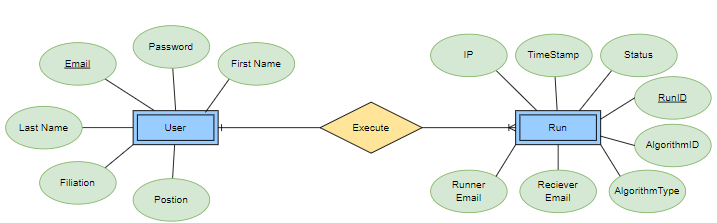 Password
IP
TimeStamp
Status
Email
First Name
RunID
Last Name
User
Execute
Run
AlgorithmID
Filiation
Postion
Runner
Email
Reciever
Email
AlgorithmType